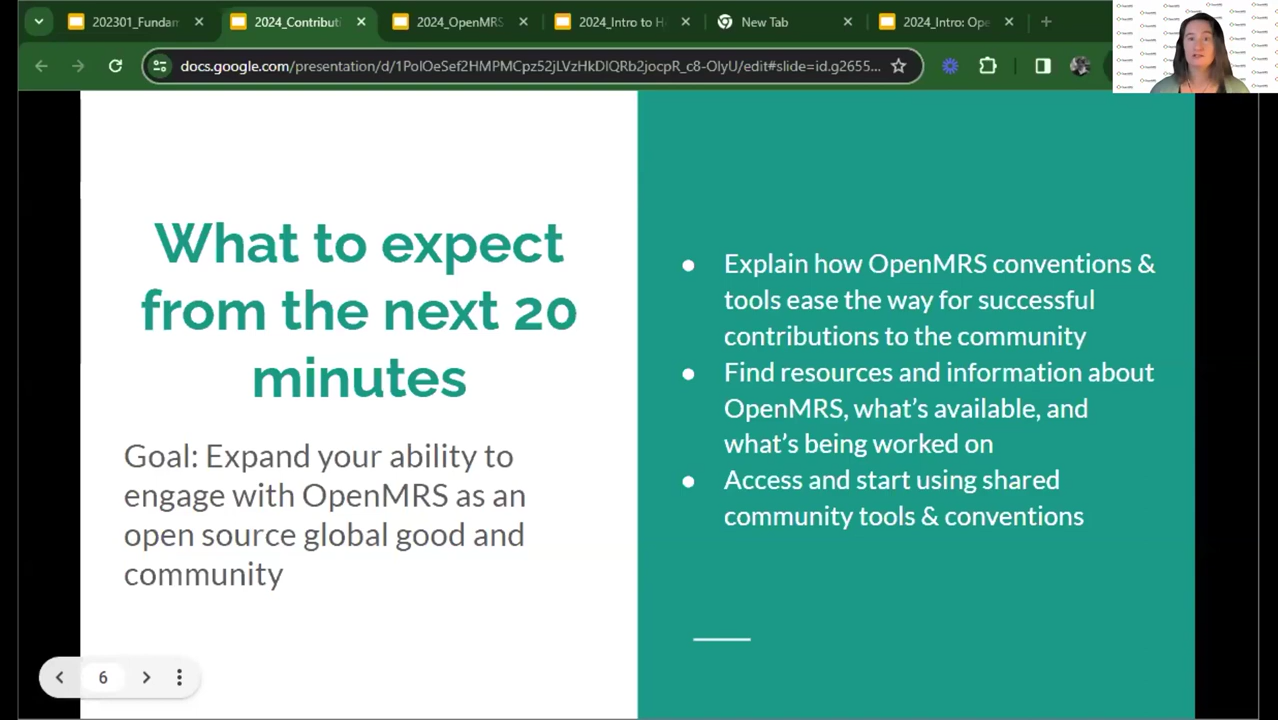 202301_Fundam
2024_Contributi
2024_OpenMRS
2024_Intro to H
New Tab
2024_Intro: Ope
docs.google.com/presentation/d/1PolOeSef2HMPMCpz52jLVzHkDlQRb2jocpR_c8-OlyU/edit#slide=id.g2655...
What to expect
from the next 20
minutes
Goal: Expand your ability to
engage with OpenMRS as an
open source global good and
community
● Explain how OpenMRS conventions &
tools ease the way for successful
contributions to the community
● Find resources and information about
OpenMRS, what's available, and
what's being worked on
● Access and start using shared
community tools & conventions
6